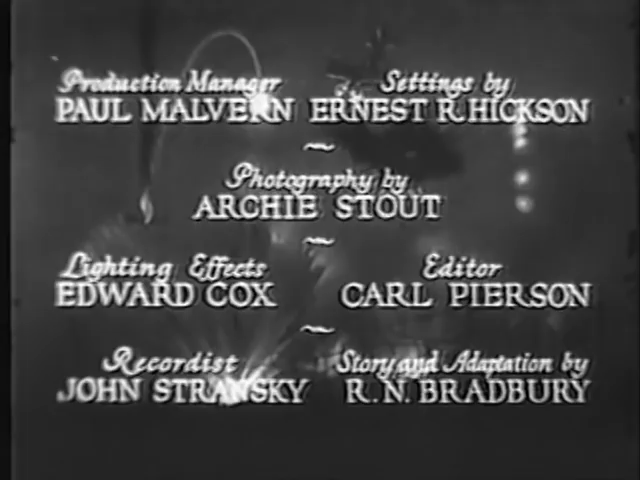 Production Manager
PAUL MALVERN
Settings by
ERNEST R. HICKSON
Photography by
ARCHIE STOUT
Lighting Effects
EDWARD COX
Editor
CARL PIERSON
Recordist
JOHN STRANSKY
Story and Adaptation by
R. N. BRADBURY